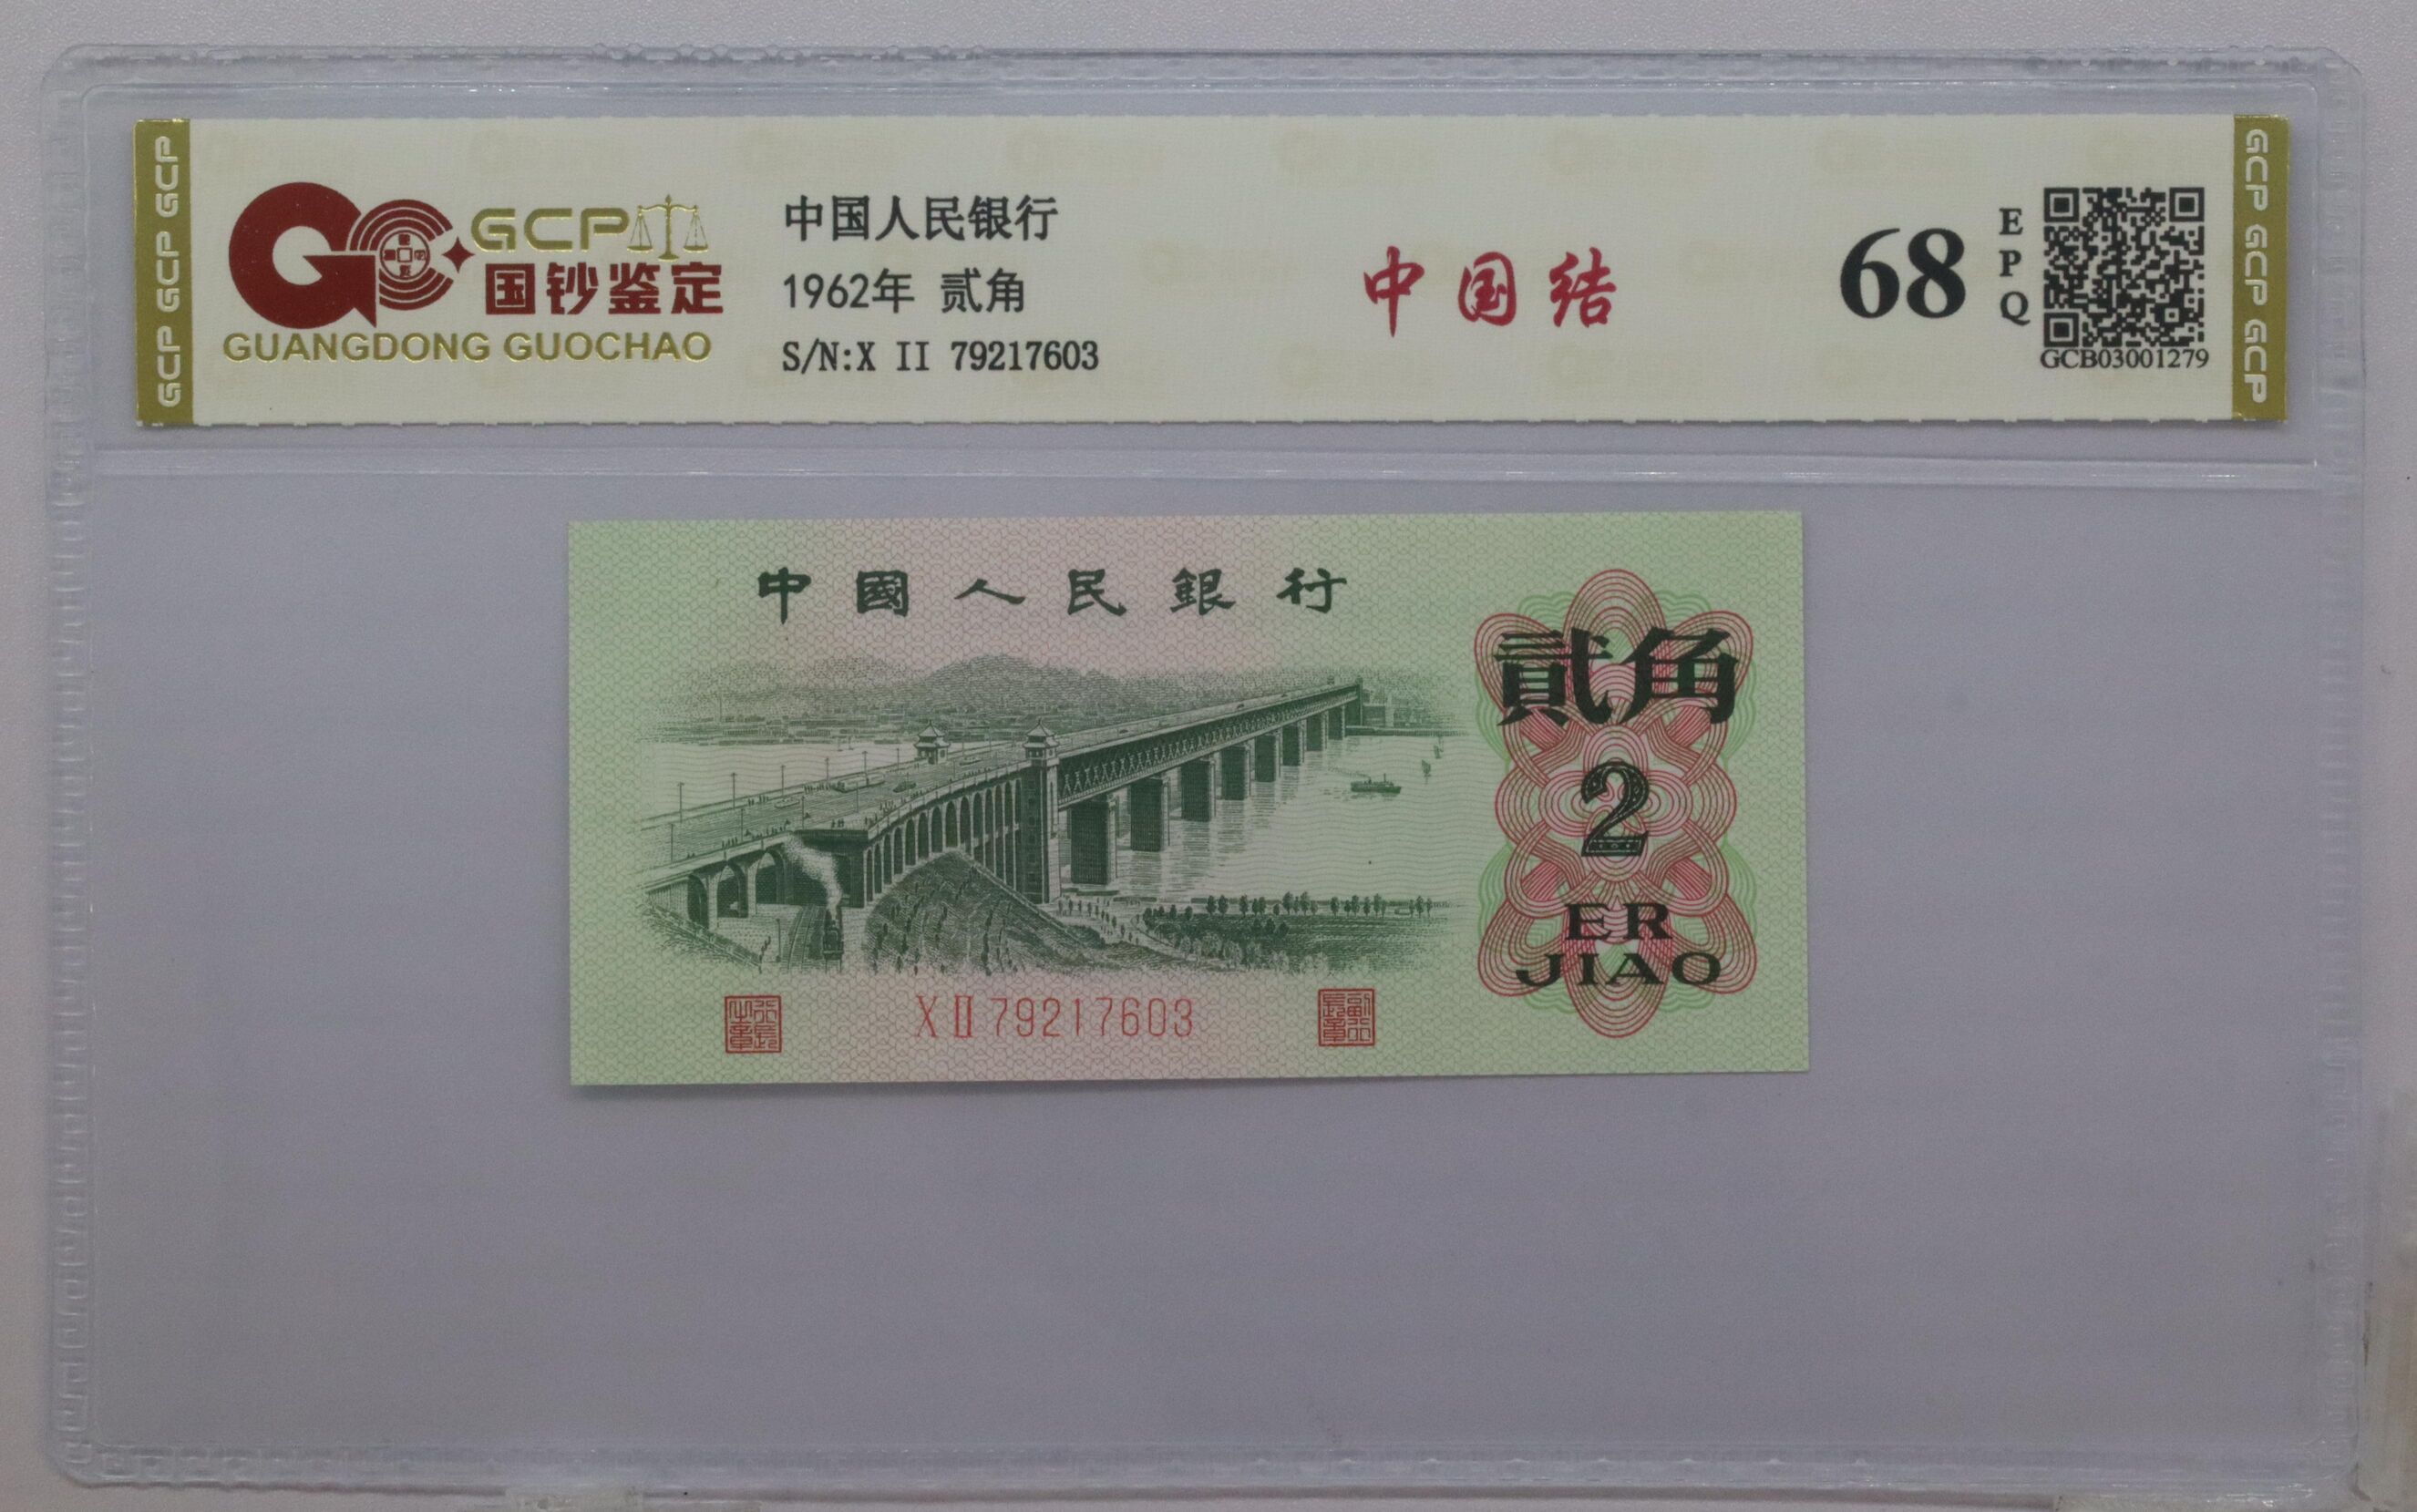 GCP GCP GCP
GCP
国钞鉴定
GUANGDONG GUOCHAO
中国人民银行
1962年 贰角
S/N:X II 79217603
中国结
68
EPQ
GCB03001279
GCP GCP GCP
中國人民銀行
貳角
2
ER
JIAO
X II 79217603